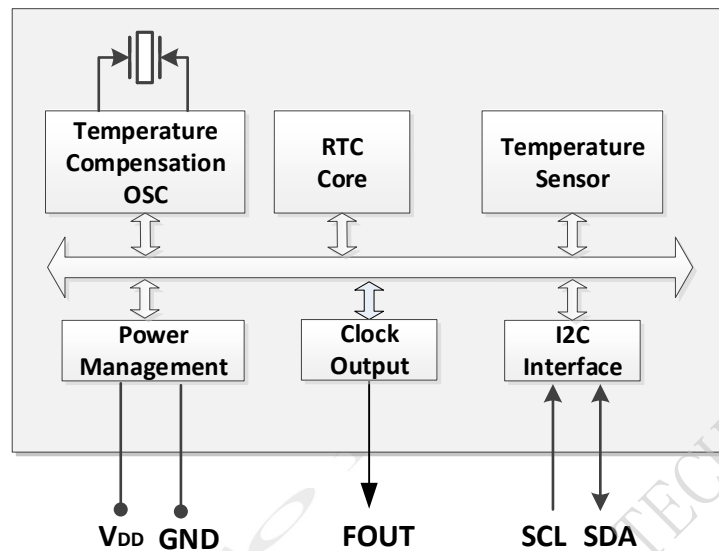 Temperature
Compensation
OSC
RTC
Core
Temperature
Sensor
Power
Management
Clock
Output
I2C
Interface
VDD GND FOUT SCL SDA